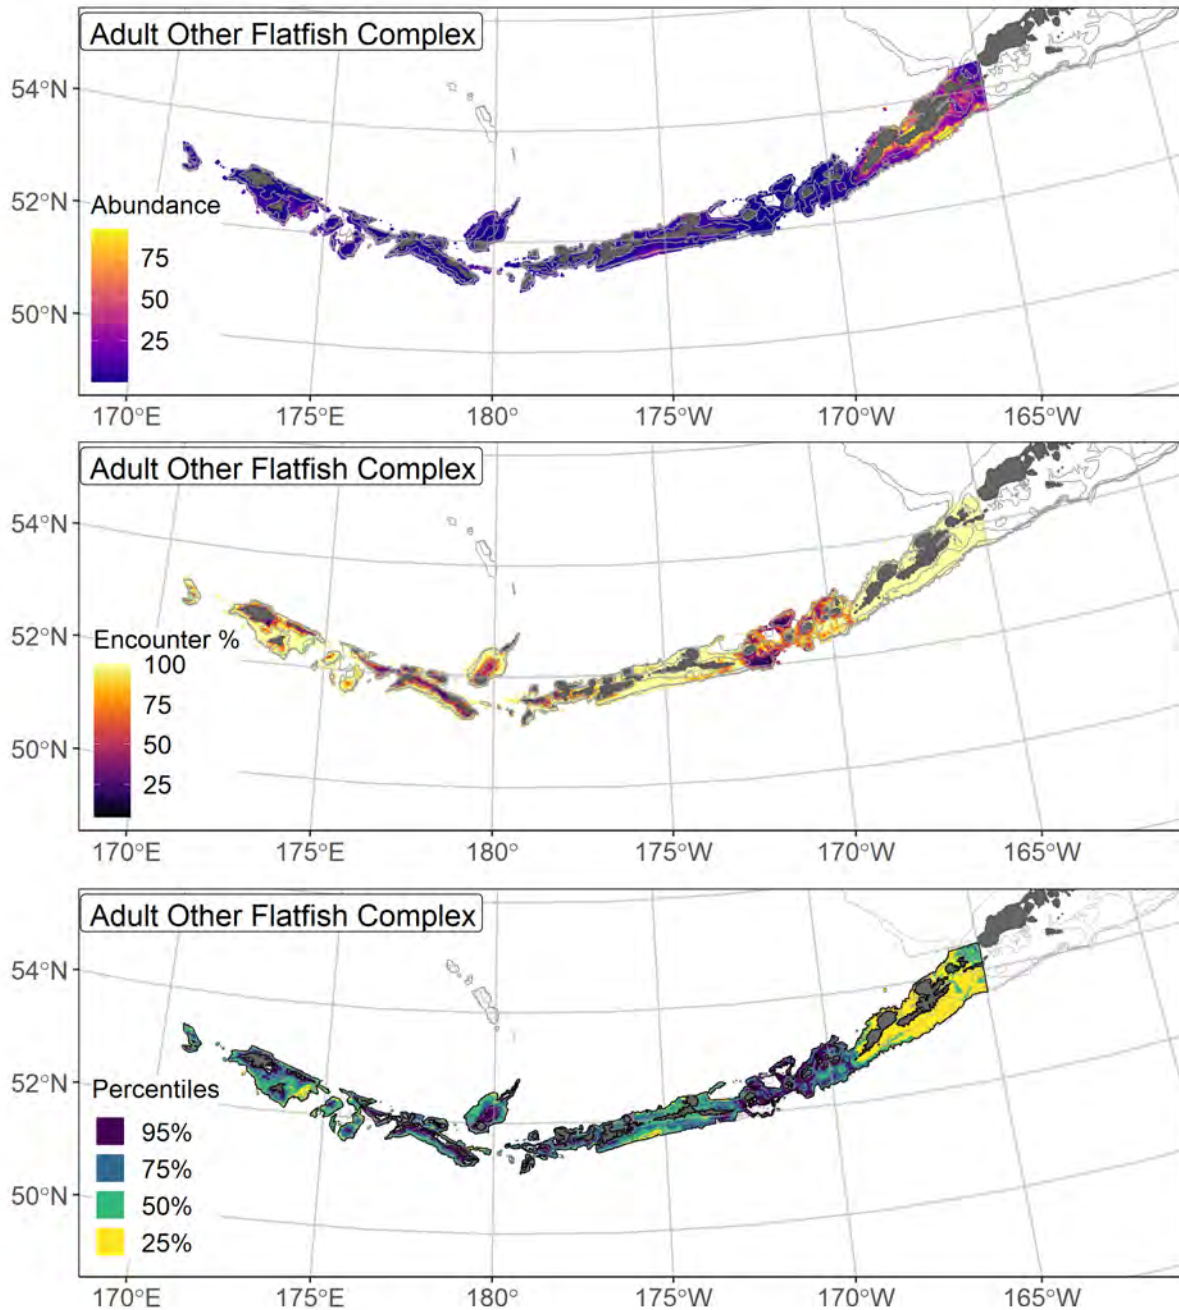 Adult Other Flatfish Complex
54°N
52°N
Abundance
75
50
50°N
25
170°E 175°E 180° 175°W 170°W 165°W
Adult Other Flatfish Complex
54°N
52°N
Encounter %
100
75
50°N
50
25
170°E 175°E 180° 175°W 170°W 165°W
Adult Other Flatfish Complex
54°N
52°N
Percentiles
95%
75%
50°N
50%
25%
170°E 175°E 180° 175°W 170°W 165°W